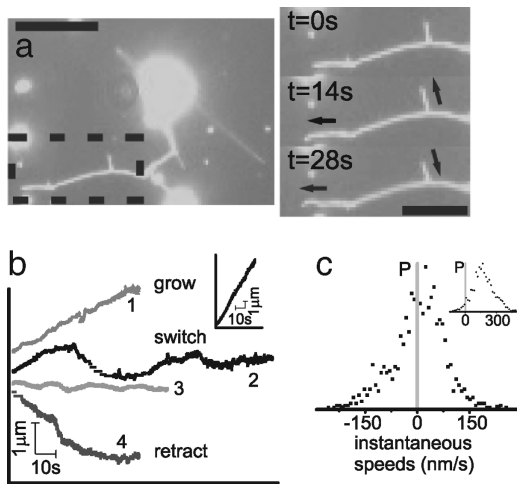 a
t=0s
t=14s
t=28s
b
grow
1
10s
1μm
switch
2
3
4
retract
1μm
10s
c
P
P
0 300
-150 0 150
instantaneous
speeds (nm/s)